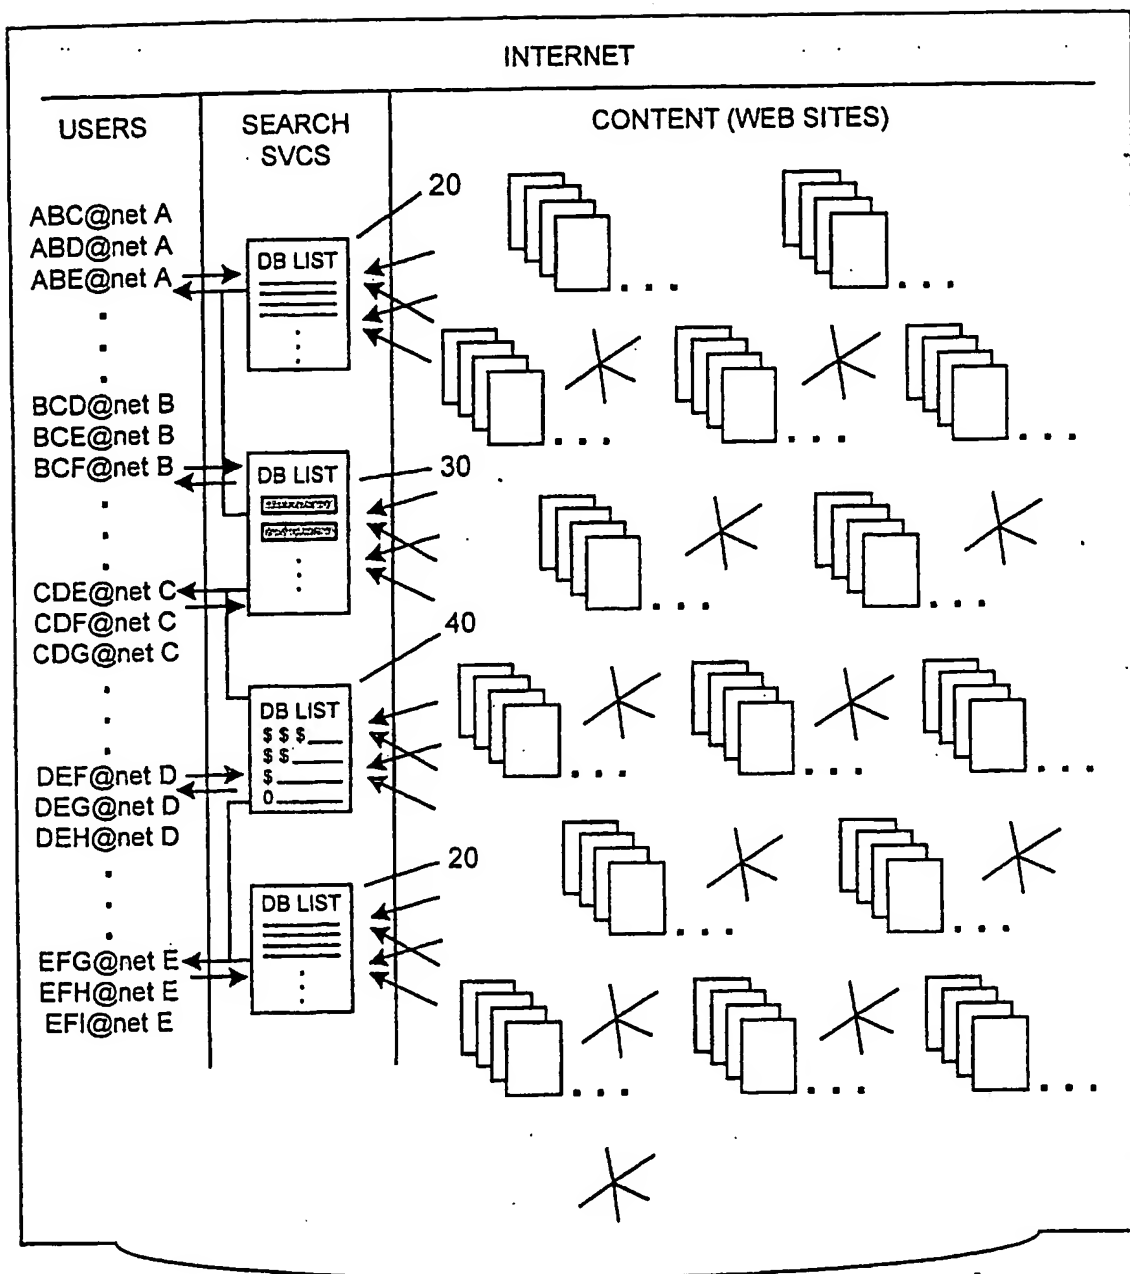 INTERNET
USERS
ABC@net A
ABD@net A
ABE@net A
BCD@net B
BCE@net B
BCF@net B
CDE@net C
CDF@net C
CDG@net C
DEF@net D
DEG@net D
DEH@net D
EFG@net E
EFH@net E
EFI@net E
SEARCH
SVCS
20
DB LIST
30
DB LIST
40
DB LIST
$ $ $
$ $
$
0
20
DB LIST
CONTENT (WEB SITES)